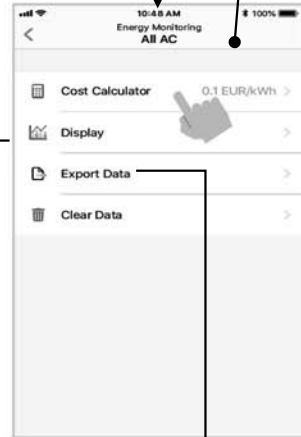 10:48 AM
100%
Energy Monitoring
All AC
Cost Calculator 0.1 EUR/kWh
Display
Export Data
Clear Data